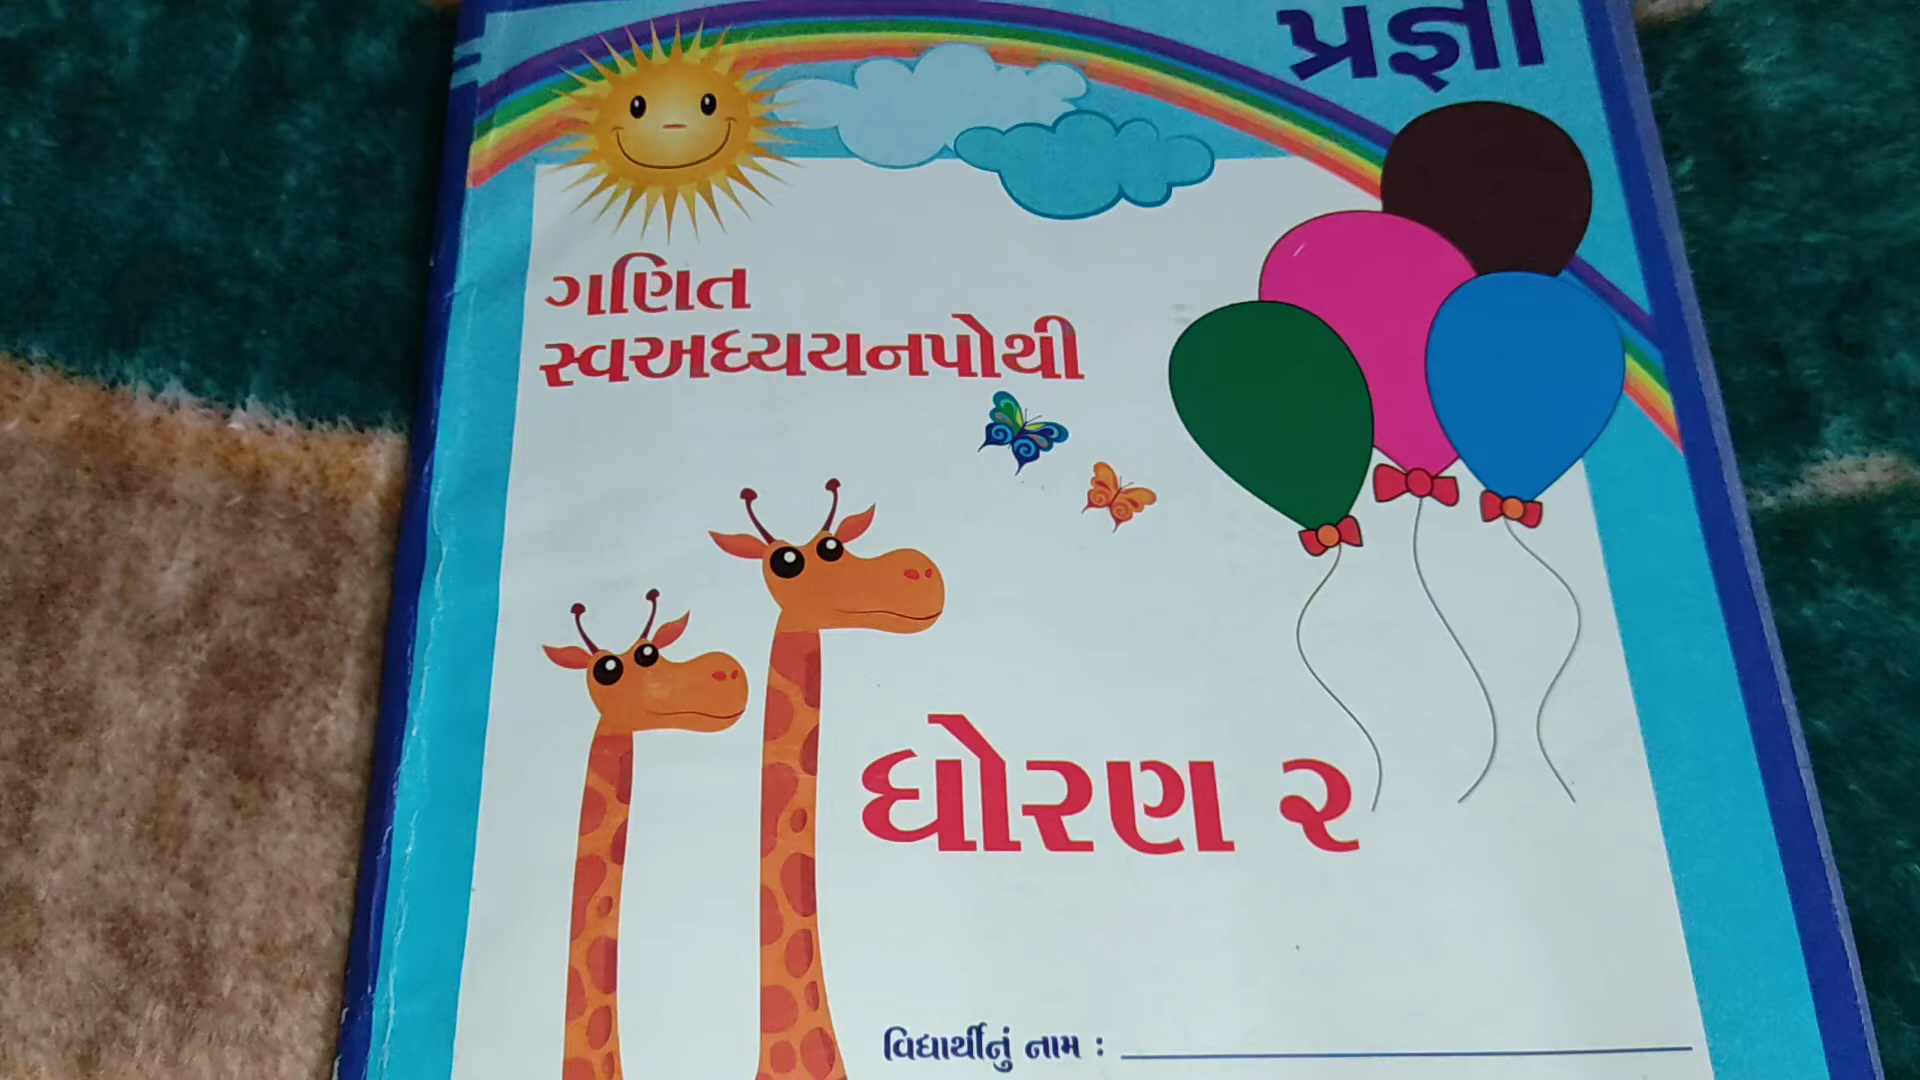 પ્રજ્ઞા
ગણિત
સ્વઅધ્યયનપોથી
ધોરણ ૨
વિદ્યાર્થીનું નામ :